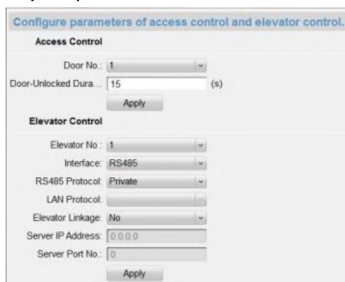 Configure parameters of access control and elevator control.
Access Control
Door No.: 1
Door-Unlocked Dura... 15 (s)
Apply
Elevator Control
Elevator No.: 1
Interface: RS485
RS485 Protocol: Private
LAN Protocol:
Elevator Linkage: No
Server IP Address: 0.0.0.0
Server Port No.: 0
Apply